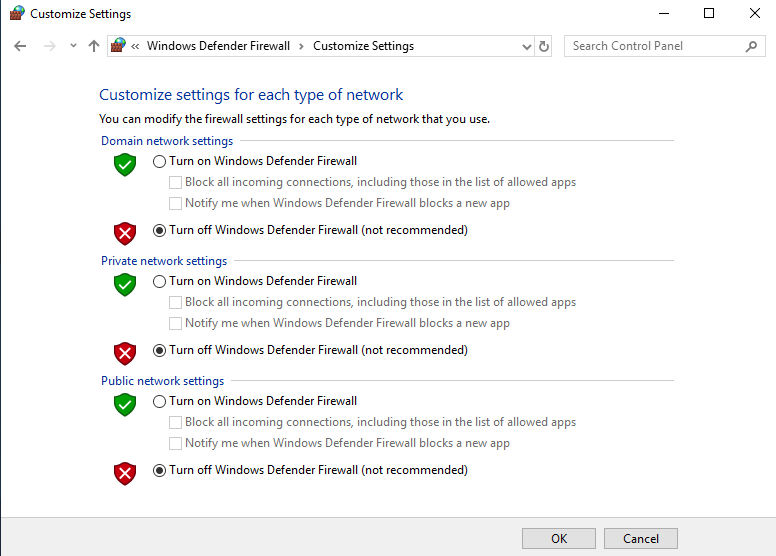 Customize Settings
« Windows Defender Firewall › Customize Settings
Search Control Panel
Customize settings for each type of network
You can modify the firewall settings for each type of network that you use.
Domain network settings
Turn on Windows Defender Firewall
Block all incoming connections, including those in the list of allowed apps
Notify me when Windows Defender Firewall blocks a new app
Turn off Windows Defender Firewall (not recommended)
Private network settings
Turn on Windows Defender Firewall
Block all incoming connections, including those in the list of allowed apps
Notify me when Windows Defender Firewall blocks a new app
Turn off Windows Defender Firewall (not recommended)
Public network settings
Turn on Windows Defender Firewall
Block all incoming connections, including those in the list of allowed apps
Notify me when Windows Defender Firewall blocks a new app
Turn off Windows Defender Firewall (not recommended)
OK Cancel